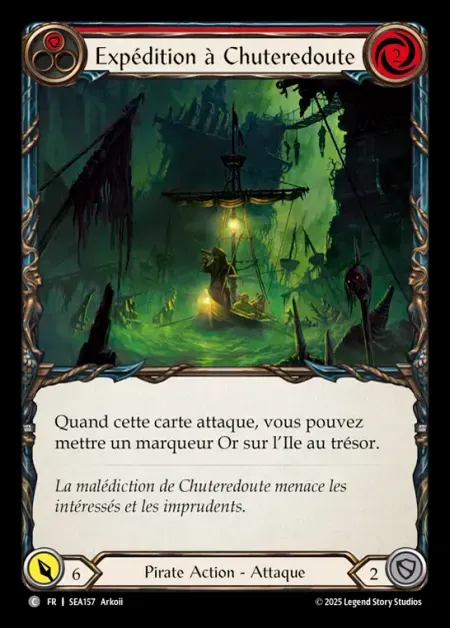 Expédition à Chuteredoute
2
Quand cette carte attaque, vous pouvez
mettre un marqueur Or sur l'Ile au trésor.
La malédiction de Chuteredoute menace les
intéressés et les imprudents.
6
Pirate Action - Attaque
2
C FR | SEA157 Arkoii
© 2025 Legend Story Studios